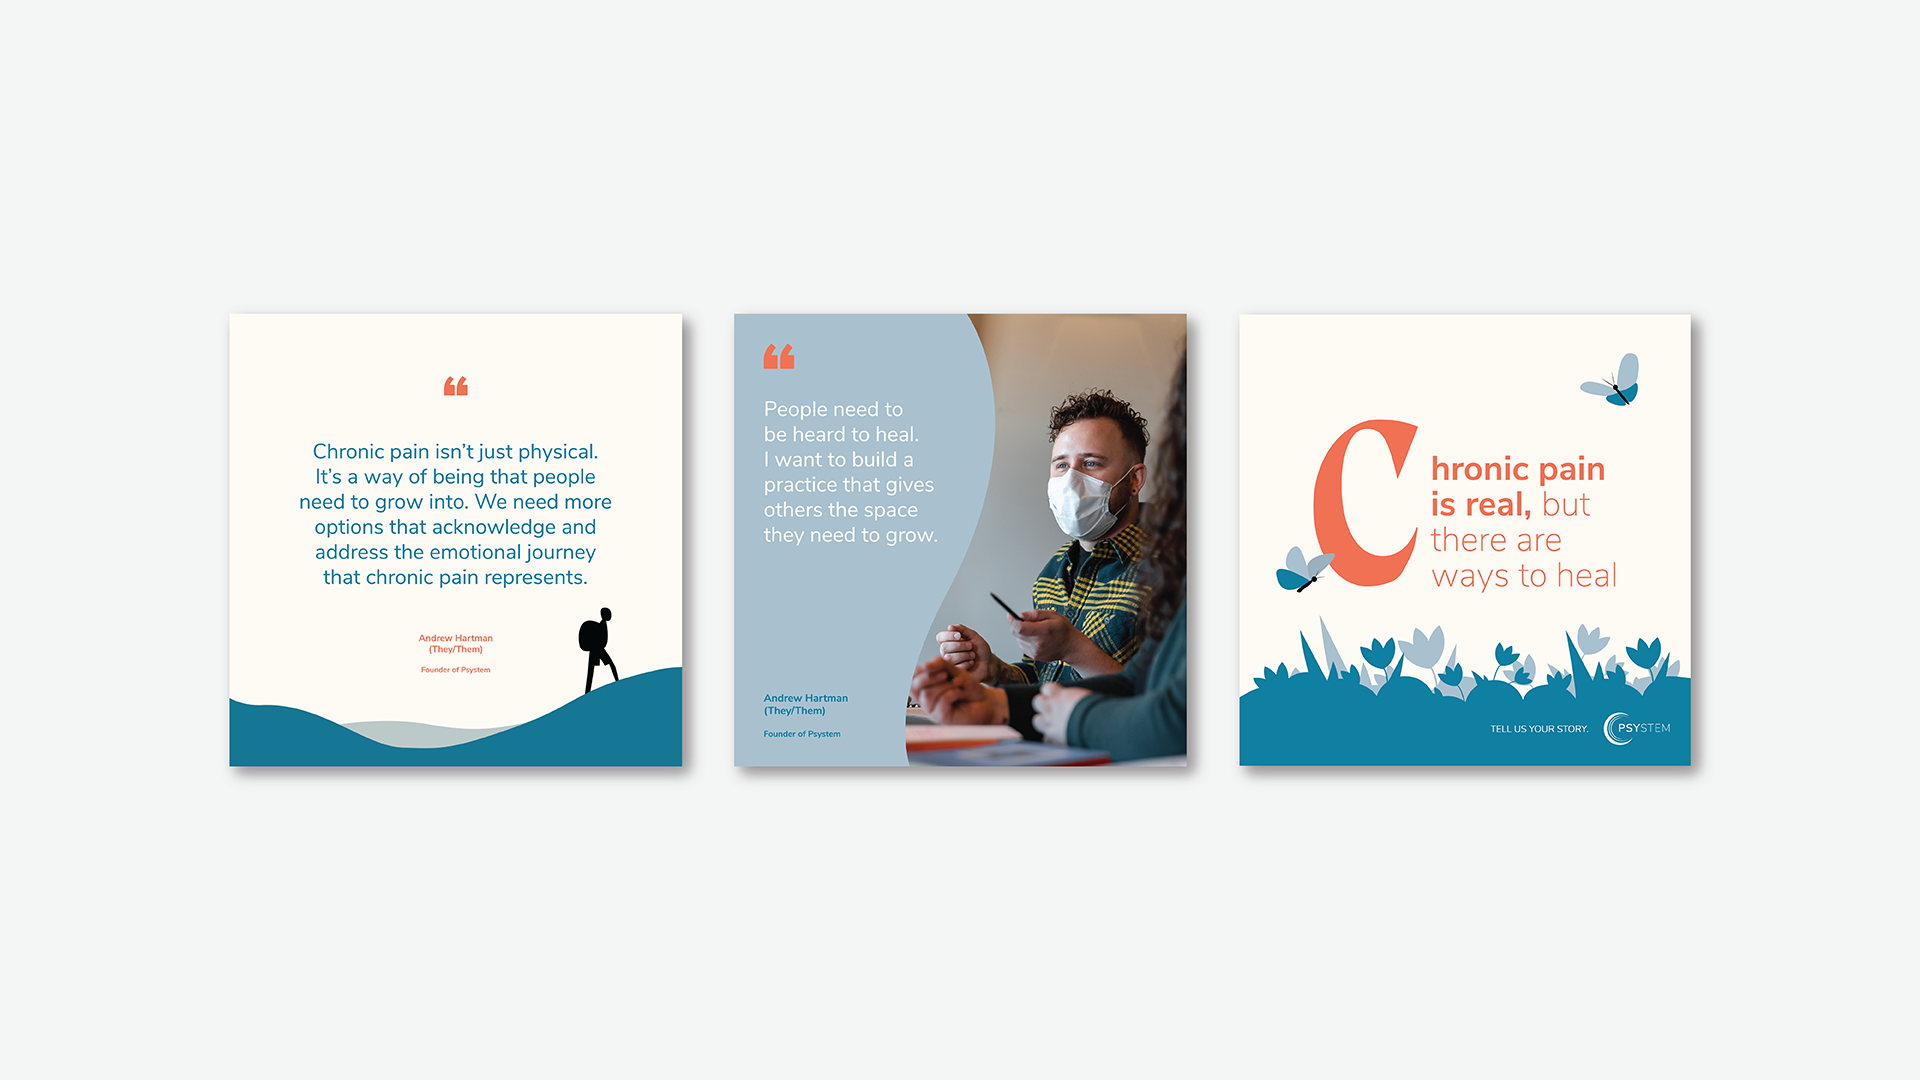 “
Chronic pain isn’t just physical.
It’s a way of being that people
need to grow into. We need more
options that acknowledge and
address the emotional journey
that chronic pain represents.
Andrew Hartman
(They/Them)
Founder of Psystem
“
People need to
be heard to heal.
I want to build a
practice that gives
others the space
they need to grow.
Andrew Hartman
(They/Them)
Founder of Psystem
Chronic pain
is real, but
there are
ways to heal
TELL US YOUR STORY.
PSYSTEM